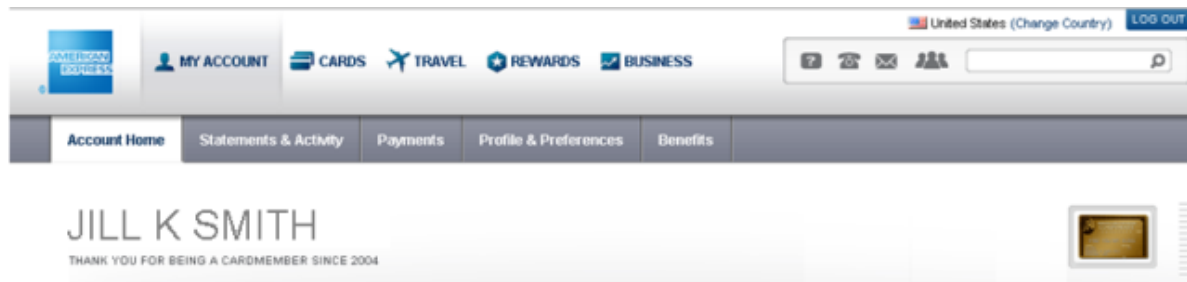 United States (Change Country) LOG OUT
AMERICAN EXPRESS
MY ACCOUNT CARDS TRAVEL REWARDS BUSINESS
Account Home Statements & Activity Payments Profile & Preferences Benefits
JILL K SMITH
THANK YOU FOR BEING A CARDMEMBER SINCE 2004